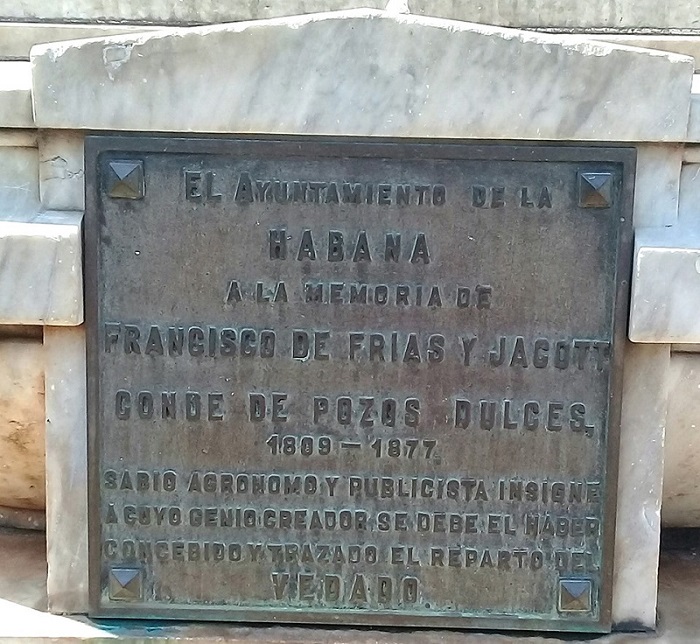 EL AYUNTAMIENTO DE LA
HABANA
A LA MEMORIA DE
FRANCISCO DE FRIAS Y JACOTT
CONDE DE POZOS DULCES,
1809 - 1877
SABIO AGRONOMO Y PUBLICISTA INSIGNE
A CUYO GENIO CREADOR SE DEBE EL HABER
CONCEBIDO Y TRAZADO EL REPARTO DEL
VEDADO.